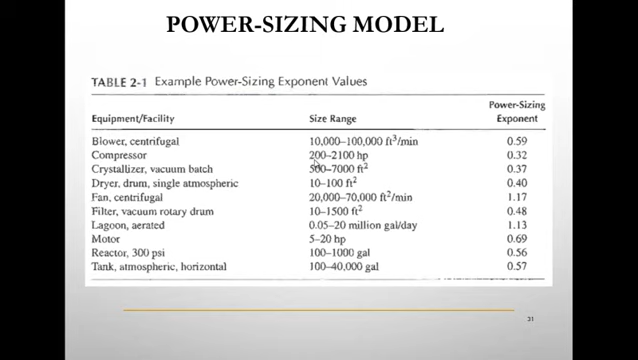 POWER-SIZING MODEL
TABLE 2-1 Example Power-Sizing Exponent Values
Equipment/Facility Size Range Power-Sizing Exponent
Blower, centrifugal 10,000–100,000 ft³/min 0.59
Compressor 200–2100 hp 0.32
Crystallizer, vacuum batch 500–7000 ft² 0.37
Dryer, drum, single atmospheric 10–100 ft² 0.40
Fan, centrifugal 20,000–70,000 ft²/min 1.17
Filter, vacuum rotary drum 10–1500 ft² 0.48
Lagoon, aerated 0.05–20 million gal/day 1.13
Motor 5–20 hp 0.69
Reactor, 300 psi 100–1000 gal 0.56
Tank, atmospheric, horizontal 100–40,000 gal 0.57
31